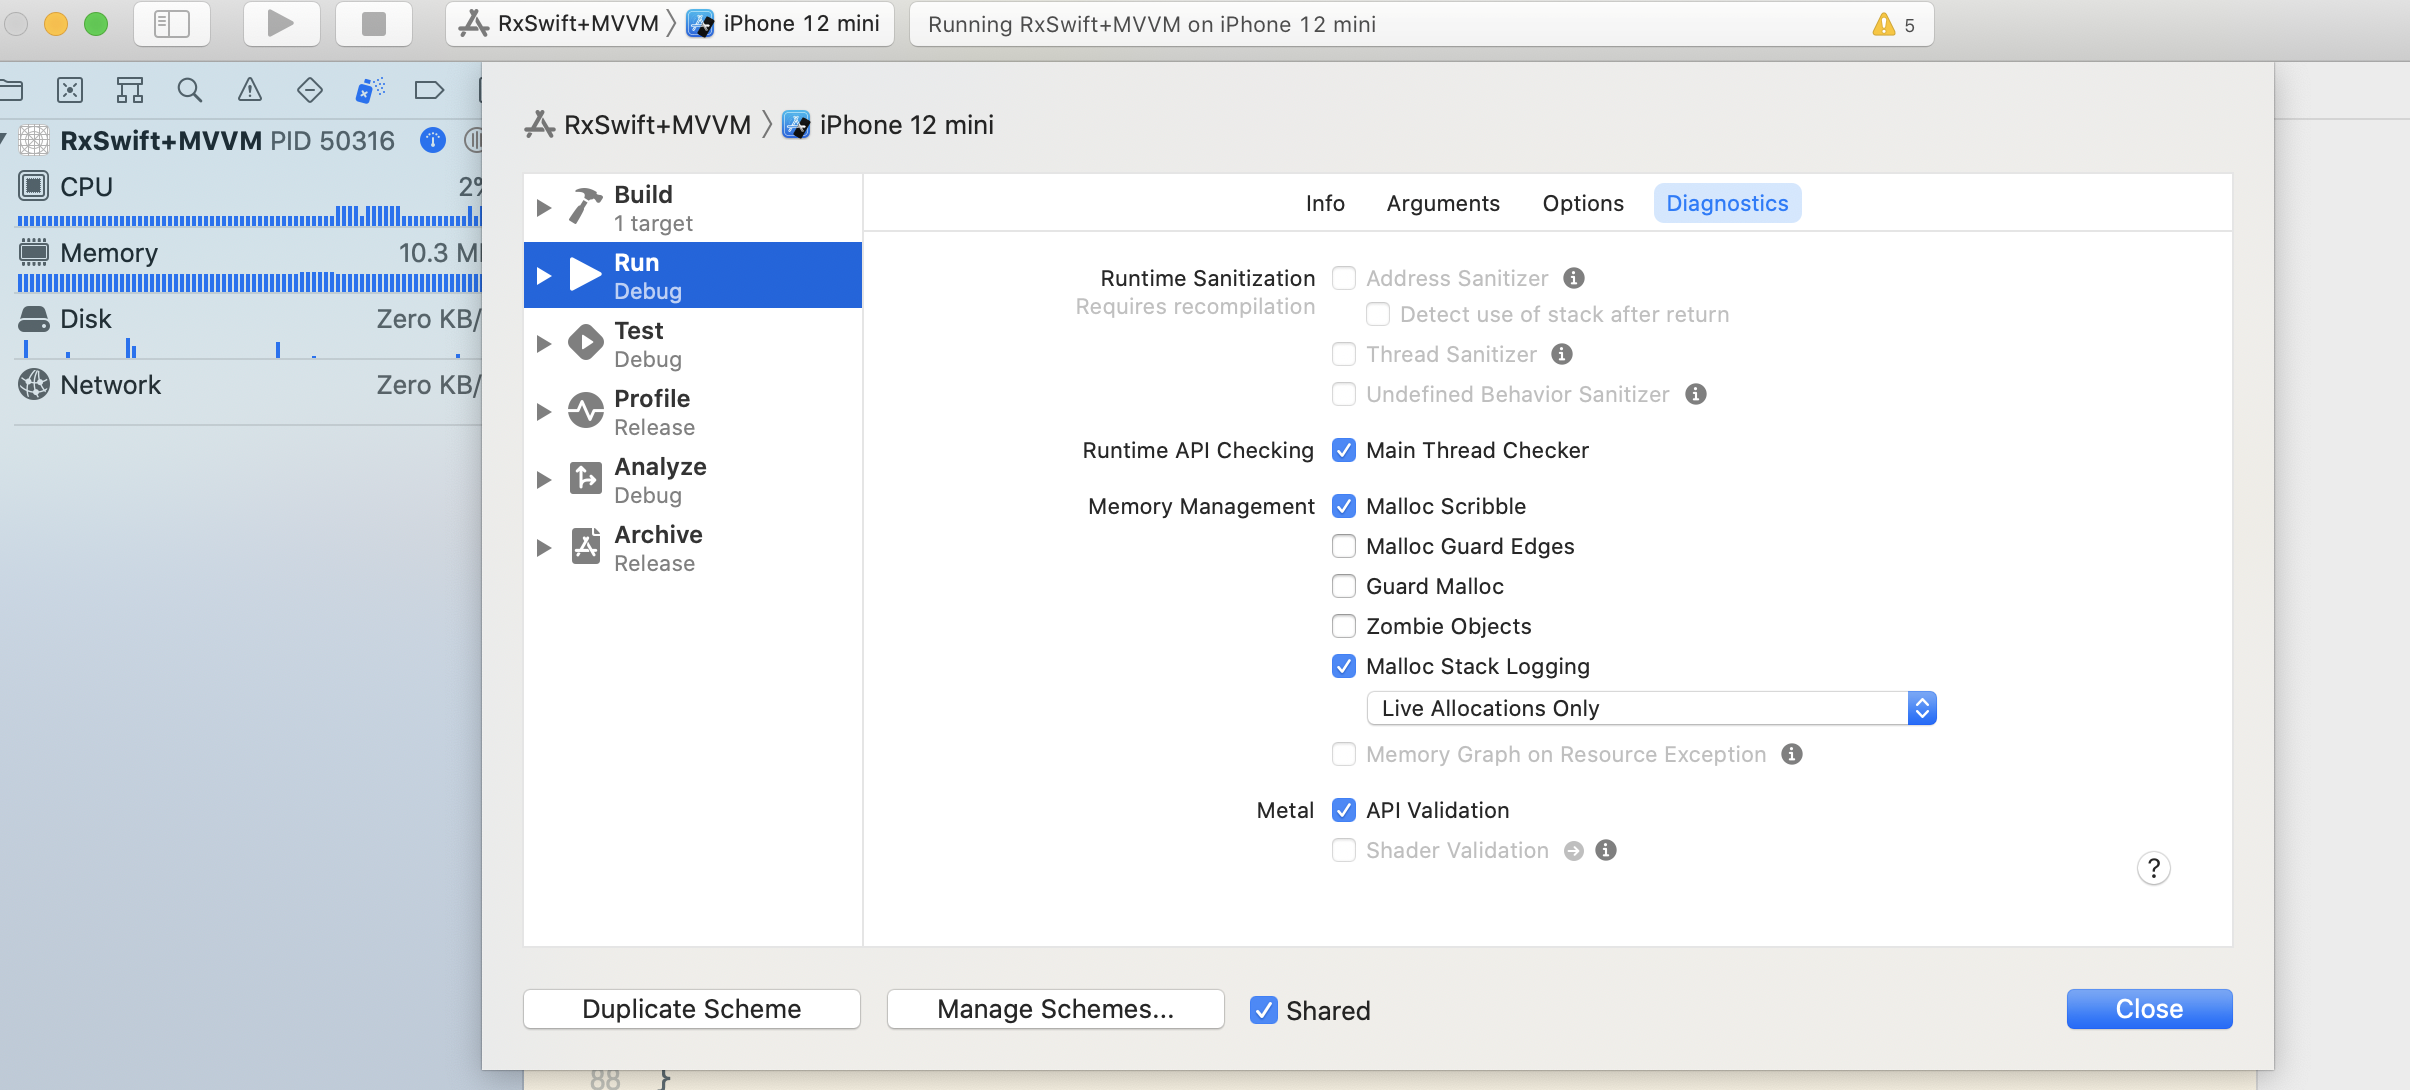 RxSwift+MVVM 〉 iPhone 12 mini
Running RxSwift+MVVM on iPhone 12 mini
5
RxSwift+MVVM PID 50316
CPU 2%
Memory 10.3 M
Disk Zero KB/
Network Zero KB/
RxSwift+MVVM 〉 iPhone 12 mini
Build
1 target
Run
Debug
Test
Debug
Profile
Release
Analyze
Debug
Archive
Release
Info Arguments Options Diagnostics
Runtime Sanitization Address Sanitizer
Requires recompilation Detect use of stack after return
Thread Sanitizer
Undefined Behavior Sanitizer
Runtime API Checking Main Thread Checker
Memory Management Malloc Scribble
Malloc Guard Edges
Guard Malloc
Zombie Objects
Malloc Stack Logging
Live Allocations Only
Memory Graph on Resource Exception
Metal API Validation
Shader Validation
?
Duplicate Scheme Manage Schemes... Shared Close
88 }